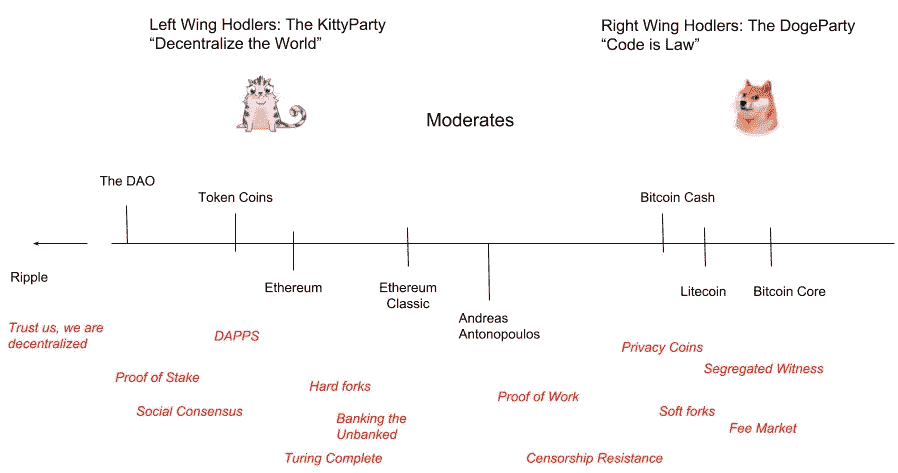 Left Wing Hodlers: The KittyParty
“Decentralize the World”
Right Wing Hodlers: The DogeParty
“Code is Law”
Moderates
The DAO
Token Coins
Bitcoin Cash
Ripple
Ethereum
Ethereum
Classic
Andreas
Antonopoulos
Litecoin
Bitcoin Core
Trust us, we are
decentralized
DAPPS
Privacy Coins
Segregated Witness
Proof of Stake
Hard forks
Proof of Work
Social Consensus
Banking the
Unbanked
Soft forks
Fee Market
Turing Complete
Censorship Resistance